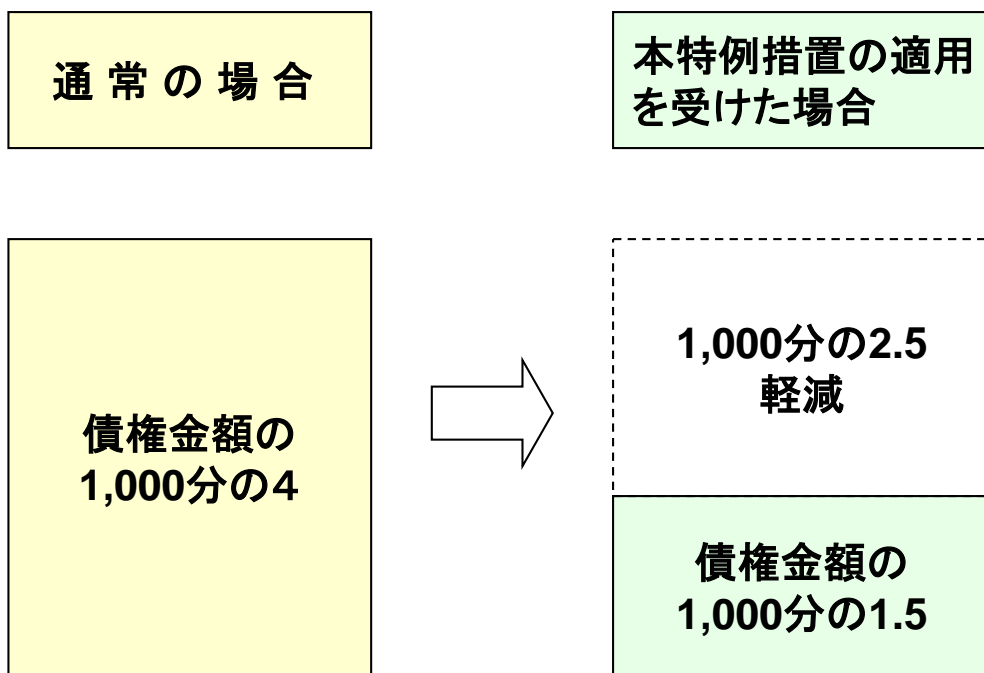 通常の場合
本特例措置の適用
を受けた場合
債権金額の
1,000分の4
1,000分の2.5
軽減
債権金額の
1,000分の1.5